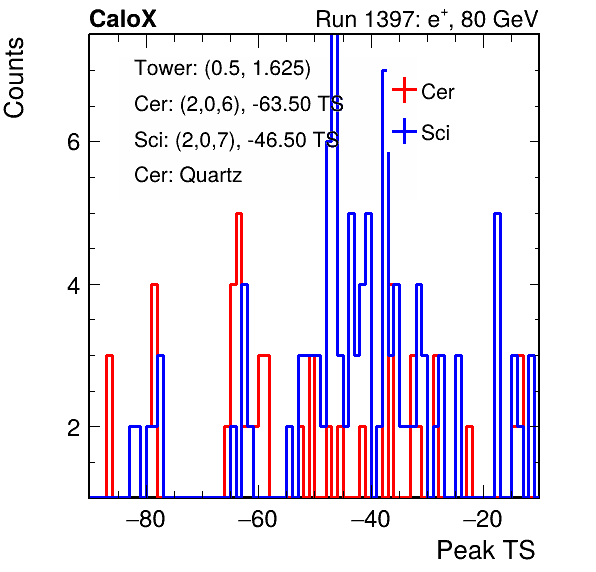 CaloX Run 1397: e⁺, 80 GeV
Counts
Tower: (0.5, 1.625)
Cer: (2,0,6), -63.50 TS
Sci: (2,0,7), -46.50 TS
Cer: Quartz
Cer
Sci
6
4
2
−80 −60 −40 −20
Peak TS